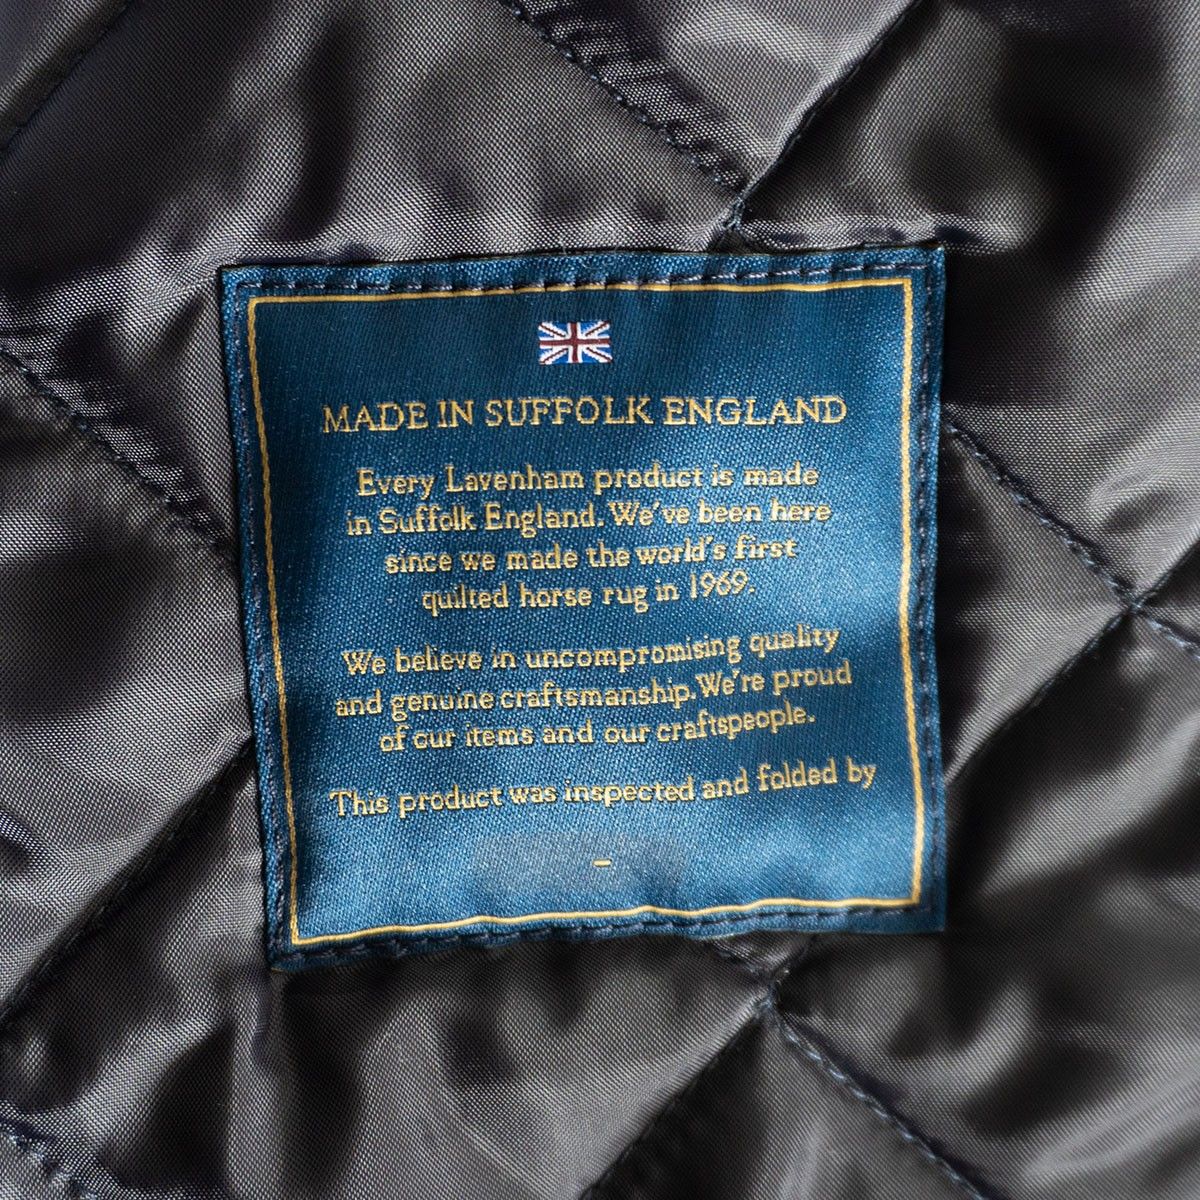 MADE IN SUFFOLK ENGLAND
Every Lavenham product is made
in Suffolk England. We've been here
since we made the world's first
quilted horse rug in 1969.
We believe in uncompromising quality
and genuine craftsmanship. We're proud
of our items and our craftspeople.
This product was inspected and folded by
-